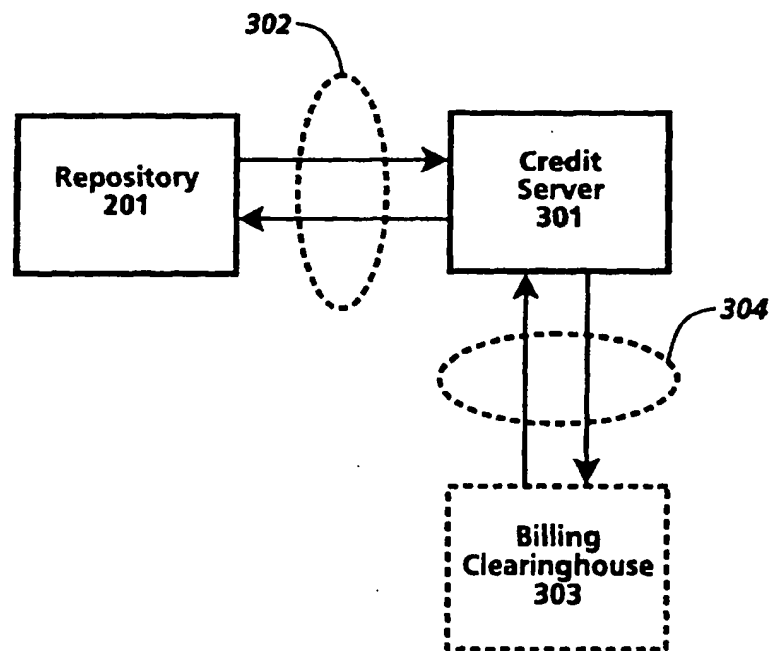 302
Repository
201
Credit
Server
301
304
Billing
Clearinghouse
303